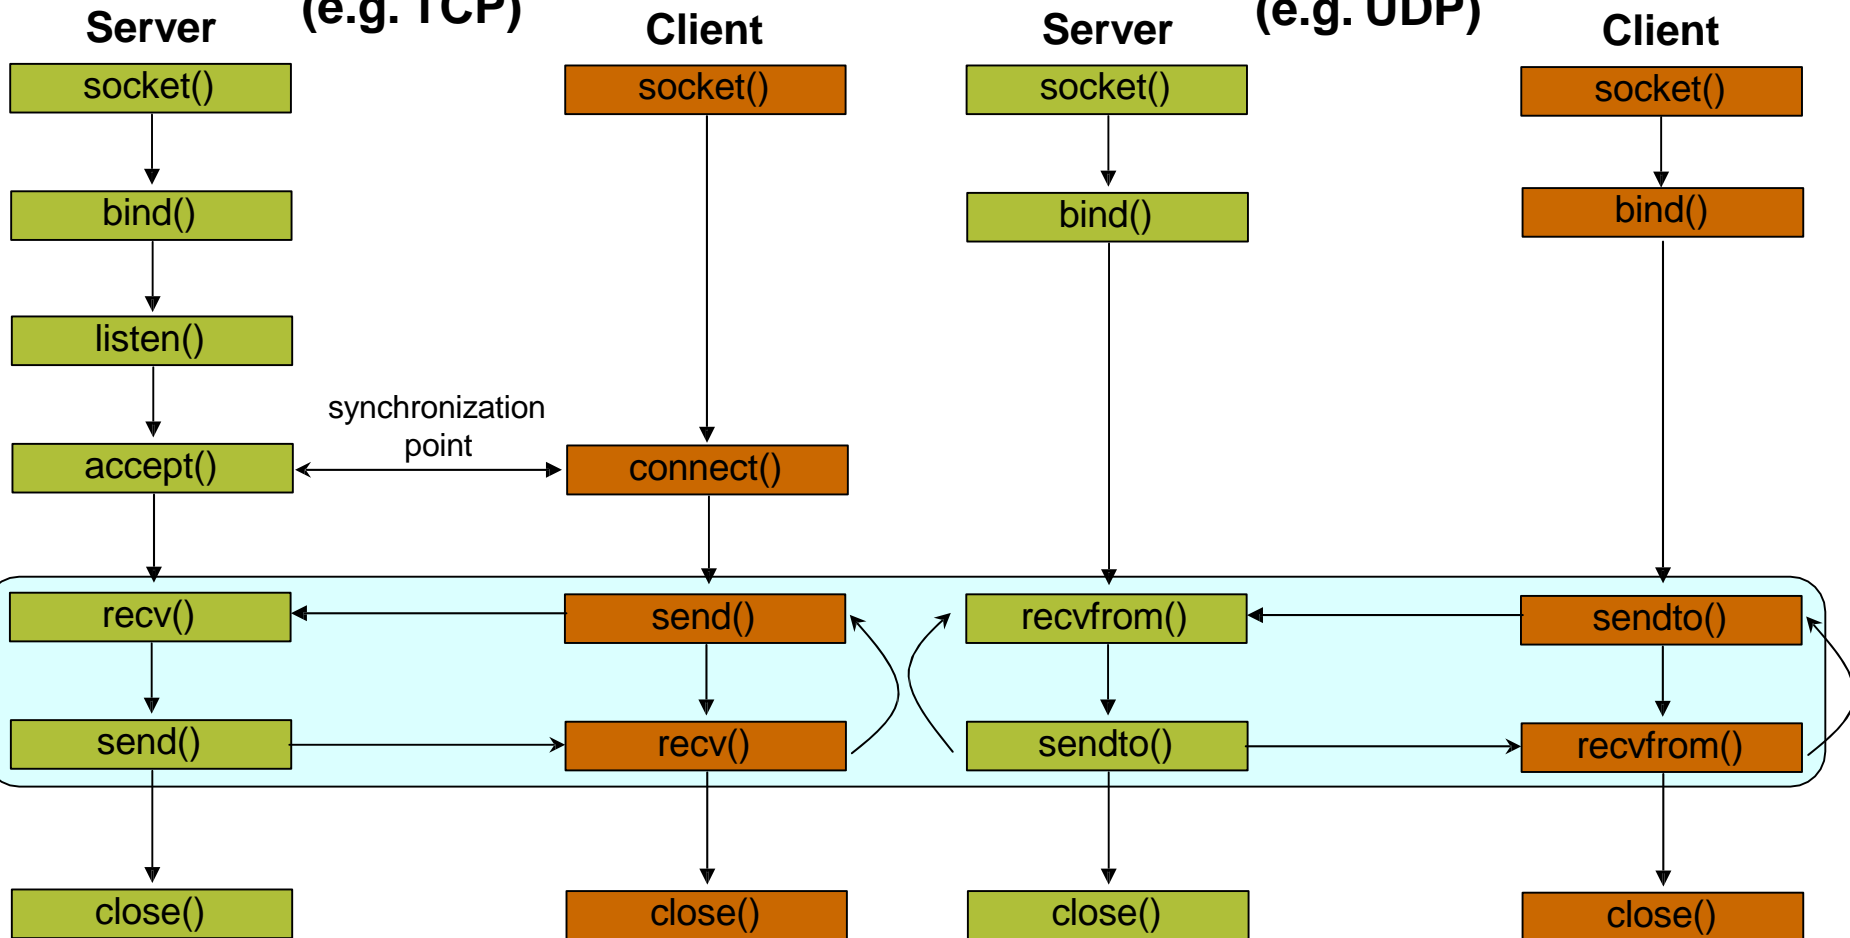 (e.g. TCP)
(e.g. UDP)
Server
Client
Server
Client
socket()
socket()
socket()
socket()
bind()
bind()
bind()
listen()
synchronization
point
accept()
connect()
recv()
send()
recvfrom()
sendto()
send()
recv()
sendto()
recvfrom()
close()
close()
close()
close()